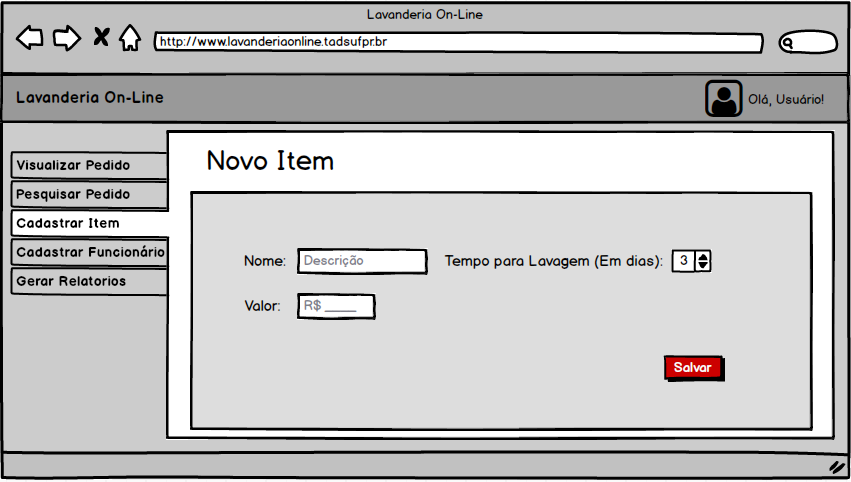 Lavanderia On-Line
http://www.lavanderiaonline.tadsufpr.br
Lavanderia On-Line
Olá, Usuário!
Visualizar Pedido
Pesquisar Pedido
Cadastrar Item
Cadastrar Funcionário
Gerar Relatorios
Novo Item
Nome: Descrição Tempo para Lavagem (Em dias): 3
Valor: R$ ____
Salvar